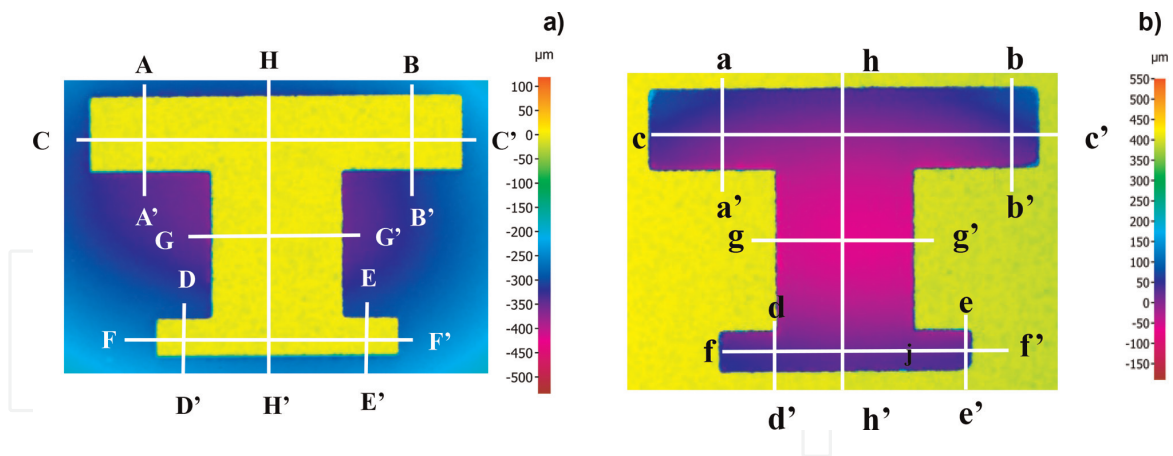 a)
A
H
B
µm
100
50
0
-50
-100
-150
-200
-250
-300
-350
-400
-450
-500
C
C'
A'
B'
G
G'
D
E
F
F'
D'
H'
E'
b)
a
h
b
µm
550
500
450
400
350
300
250
200
150
100
50
0
-50
-100
-150
c
c'
a'
b'
g
g'
d
e
f
j
f'
d'
h'
e'